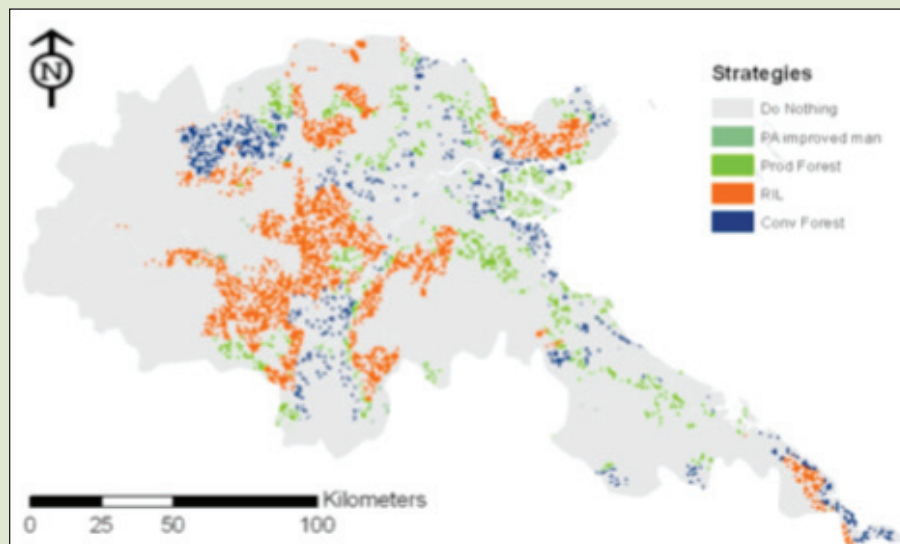 N
Strategies
Do Nothing
PA improved man
Prod Forest
RIL
Conv Forest
Kilometers
0 25 50 100